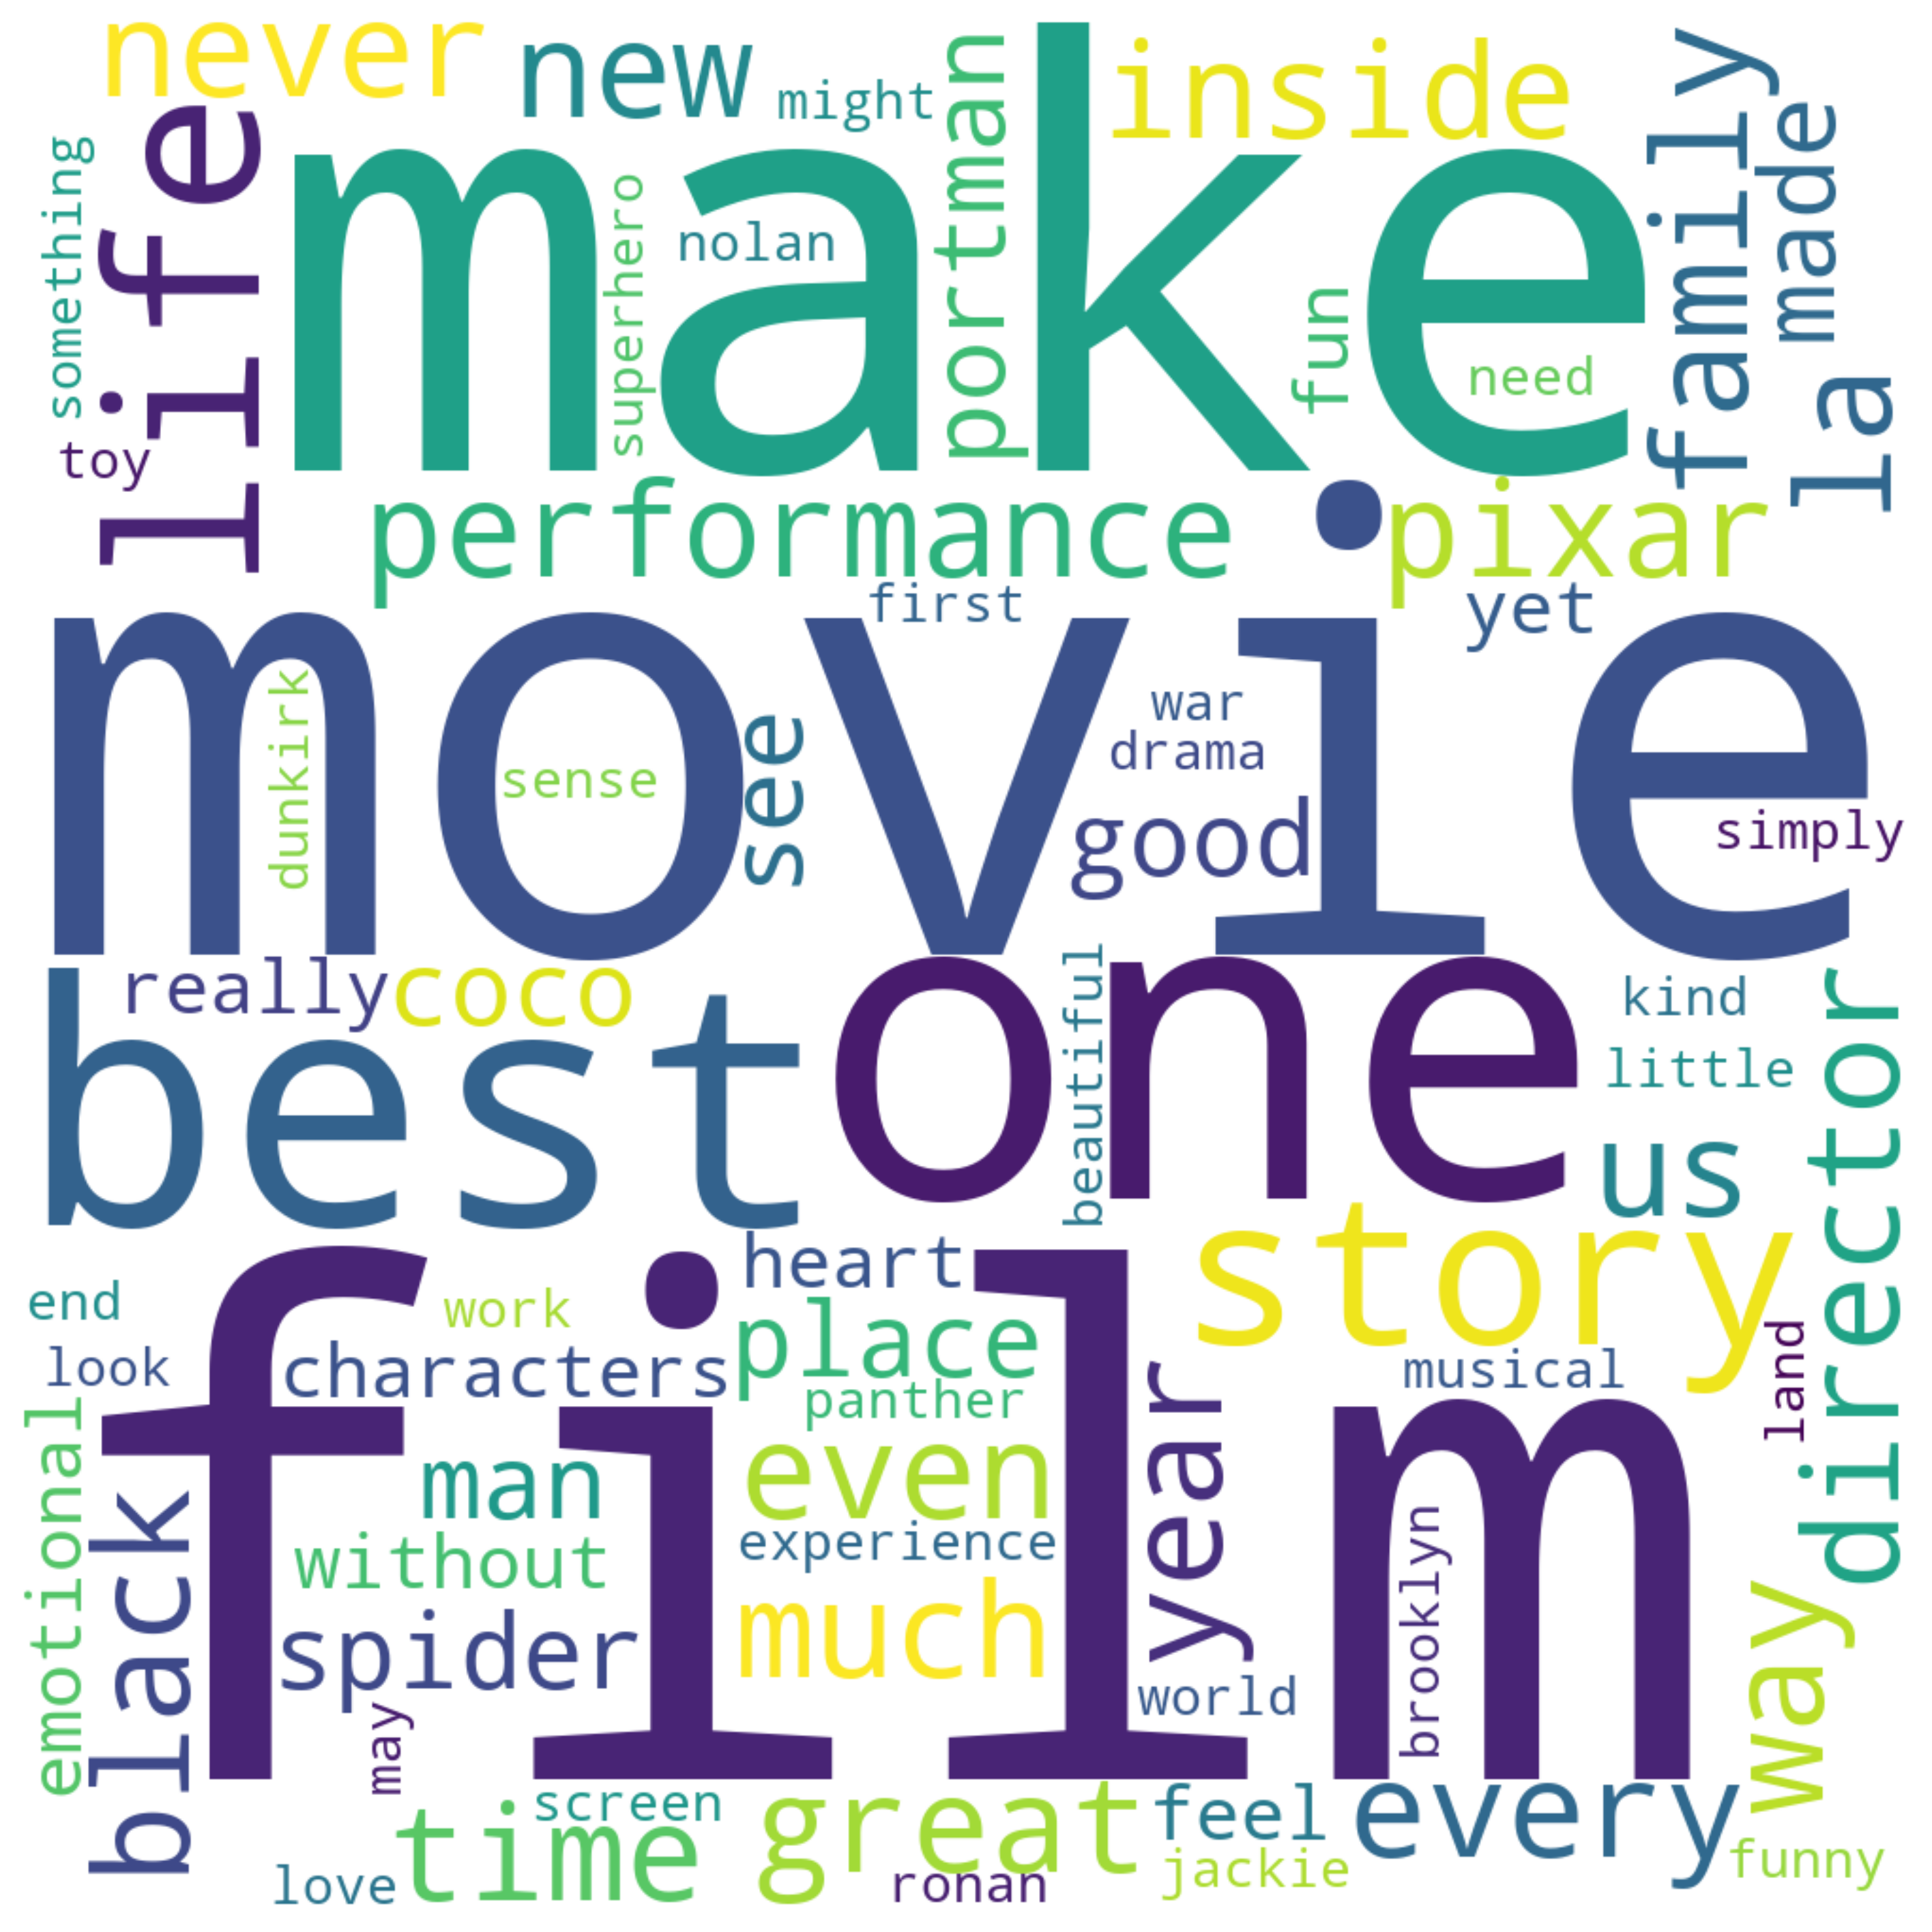 never
new
might
portman
inside
family
made
la
something
life
make
superhero
nolan
fun
need
toy
performance
pixar
first
yet
movie
dunkirk
sense
see
war
drama
good
simply
really
coco
best
one
beautiful
kind
little
director
us
story
heart
end
work
look
characters
place
panther
musical
land
film
emotional
black
man
even
year
without
experience
brooklyn
spider
much
way
may
world
screen
time
great
feel
every
love
ronan
jackie
funny